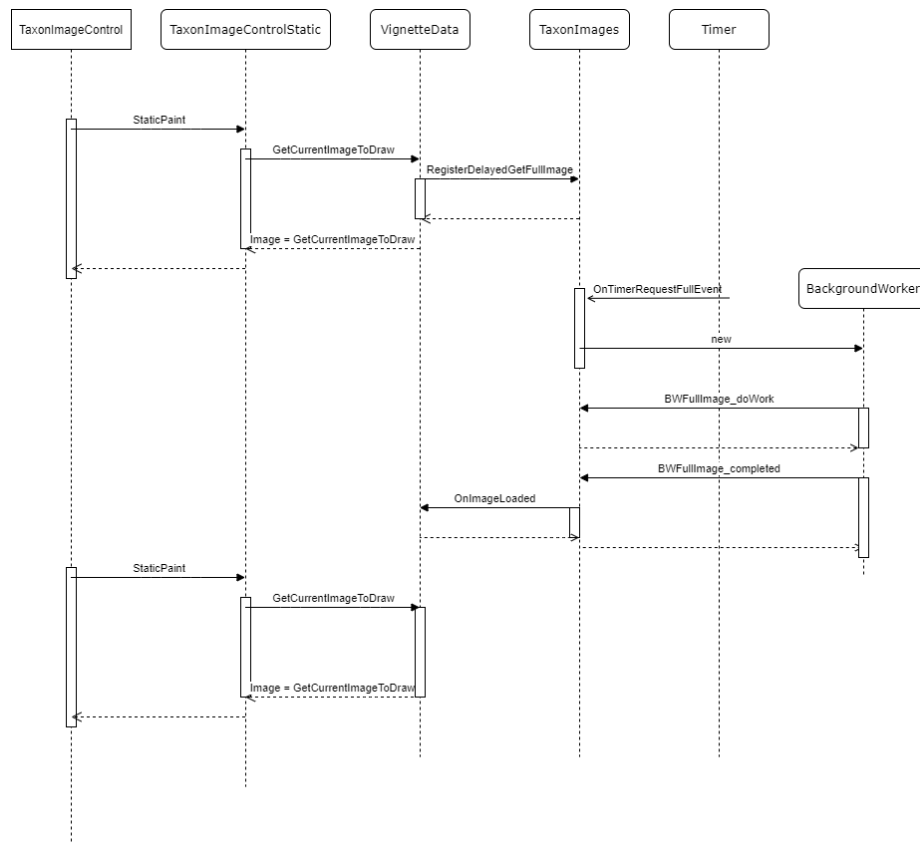 TaxonImageControl
TaxonImageControlStatic
VignetteData
TaxonImages
Timer
StaticPaint
GetCurrentImageToDraw
RegisterDelayedGetFullImage
Image = GetCurrentImageToDraw
OnTimerRequestFullEvent
BackgroundWorker
new
BWFullImage_doWork
BWFullImage_completed
OnImageLoaded
StaticPaint
GetCurrentImageToDraw
Image = GetCurrentImageToDraw